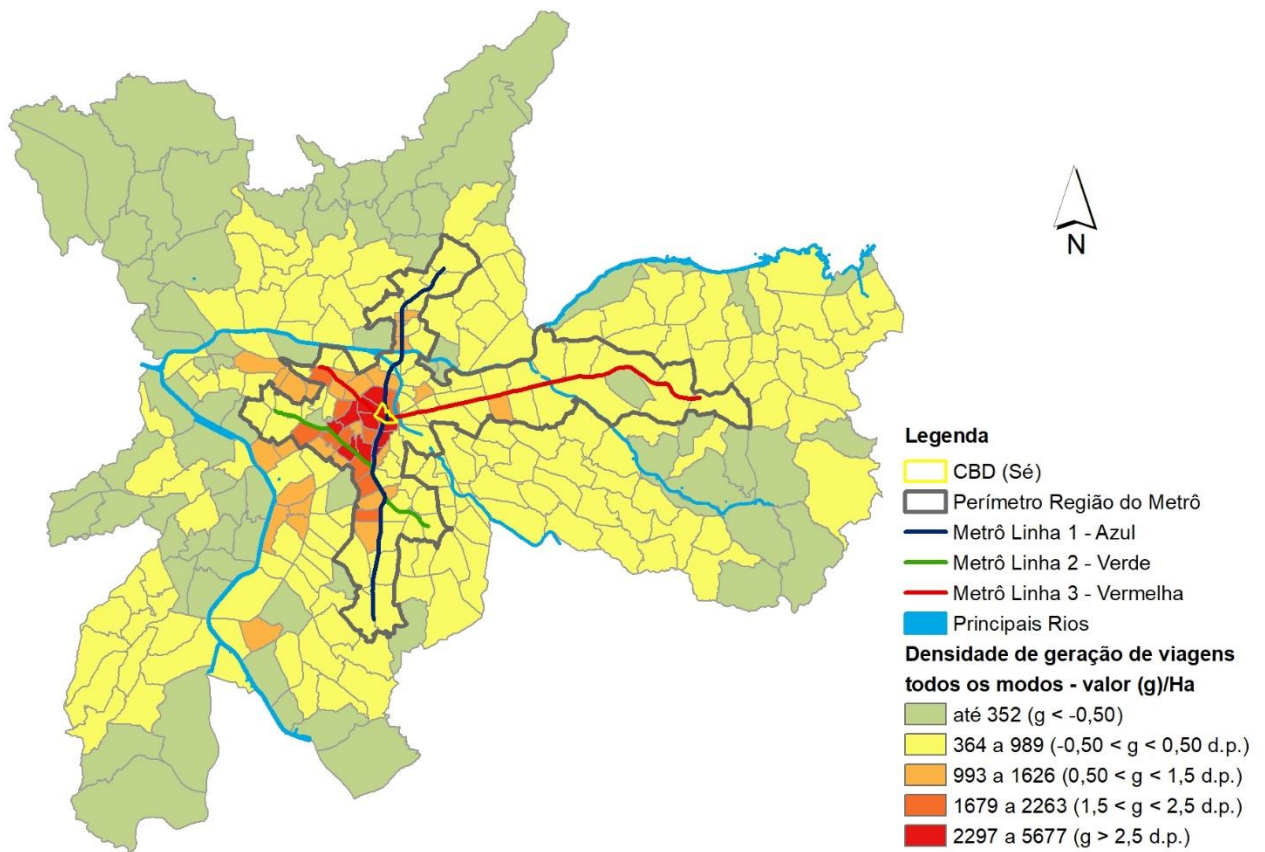 N
Legenda
CBD (Sé)
Perímetro Região do Metrô
Metrô Linha 1 - Azul
Metrô Linha 2 - Verde
Metrô Linha 3 - Vermelha
Principais Rios
Densidade de geração de viagens
todos os modos - valor (g)/Ha
até 352 (g < -0,50)
364 a 989 (-0,50 < g < 0,50 d.p.)
993 a 1626 (0,50 < g < 1,5 d.p.)
1679 a 2263 (1,5 < g < 2,5 d.p.)
2297 a 5677 (g > 2,5 d.p.)